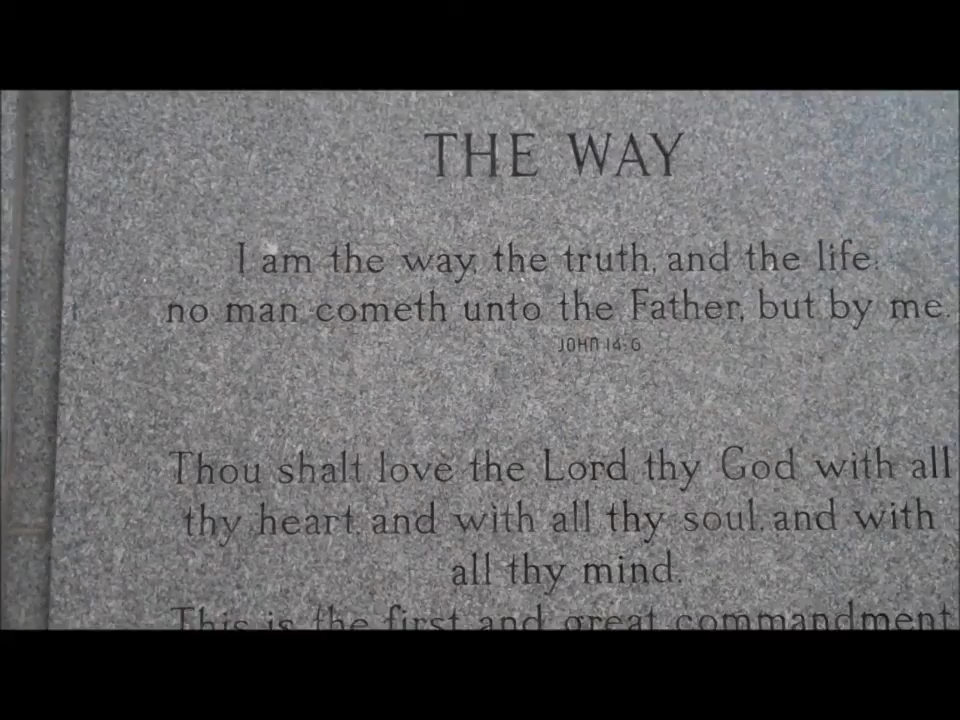 THE WAY
I am the way, the truth, and the life:
no man cometh unto the Father, but by me.
JOHN 14:6
Thou shalt love the Lord thy God with all
thy heart, and with all thy soul, and with
all thy mind.
This is the first and great commandment